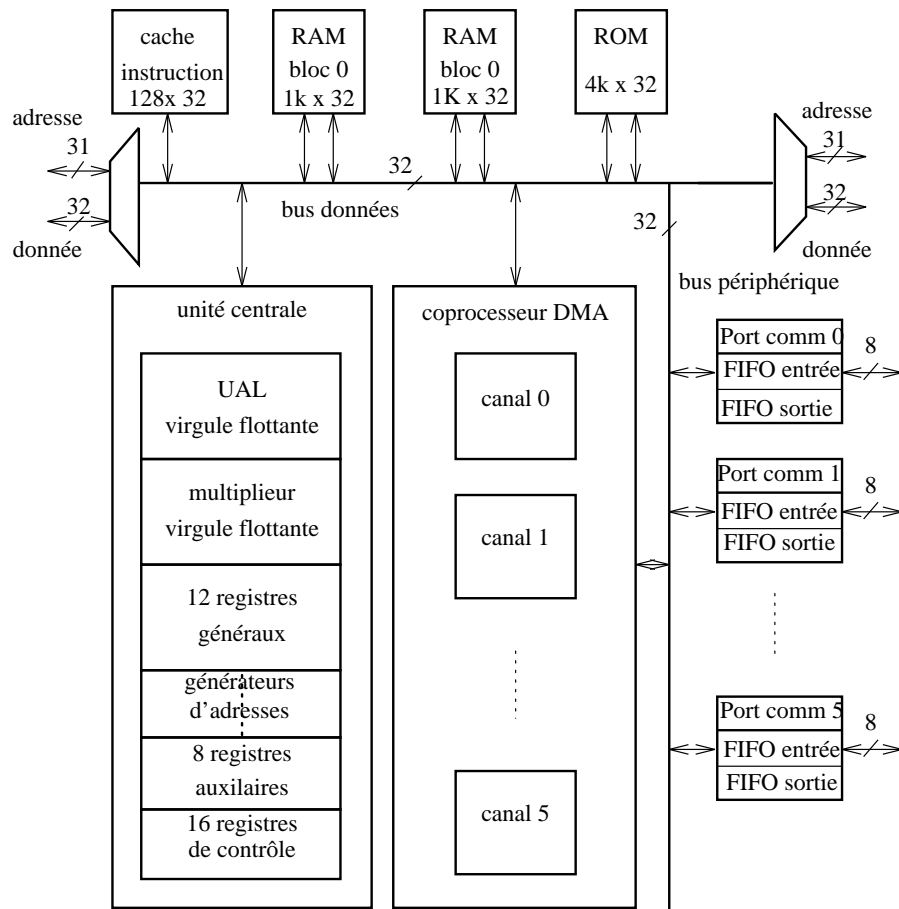 cache
instruction
128x 32
RAM
bloc 0
1k x 32
RAM
bloc 0
1K x 32
ROM
4k x 32
adresse
31
32
donnée
32
bus données
adresse
31
32
donnée
32
bus périphérique
unité centrale
UAL
virgule flottante
multiplieur
virgule flottante
12 registres
généraux
générateurs
d’adresses
8 registres
auxilaires
16 registres
de contrôle
coprocesseur DMA
canal 0
canal 1
canal 5
Port comm 0
FIFO entrée
FIFO sortie
8
Port comm 1
FIFO entrée
FIFO sortie
8
Port comm 5
FIFO entrée
FIFO sortie
8